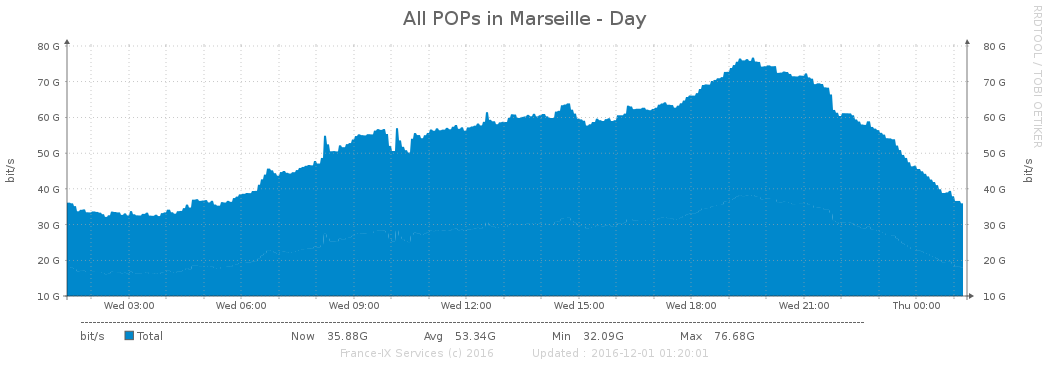 All POPs in Marseille - Day
RRDTOOL / TOBI OETIKER
80 G 80 G
70 G 70 G
60 G 60 G
50 G 50 G
40 G 40 G
30 G 30 G
20 G 20 G
10 G 10 G
bit/s
bit/s
Wed 03:00 Wed 06:00 Wed 09:00 Wed 12:00 Wed 15:00 Wed 18:00 Wed 21:00 Thu 00:00
bit/s Total Now 35.88G Avg 53.34G Min 32.09G Max 76.68G
France-IX Services (c) 2016 Updated : 2016-12-01 01:20:01